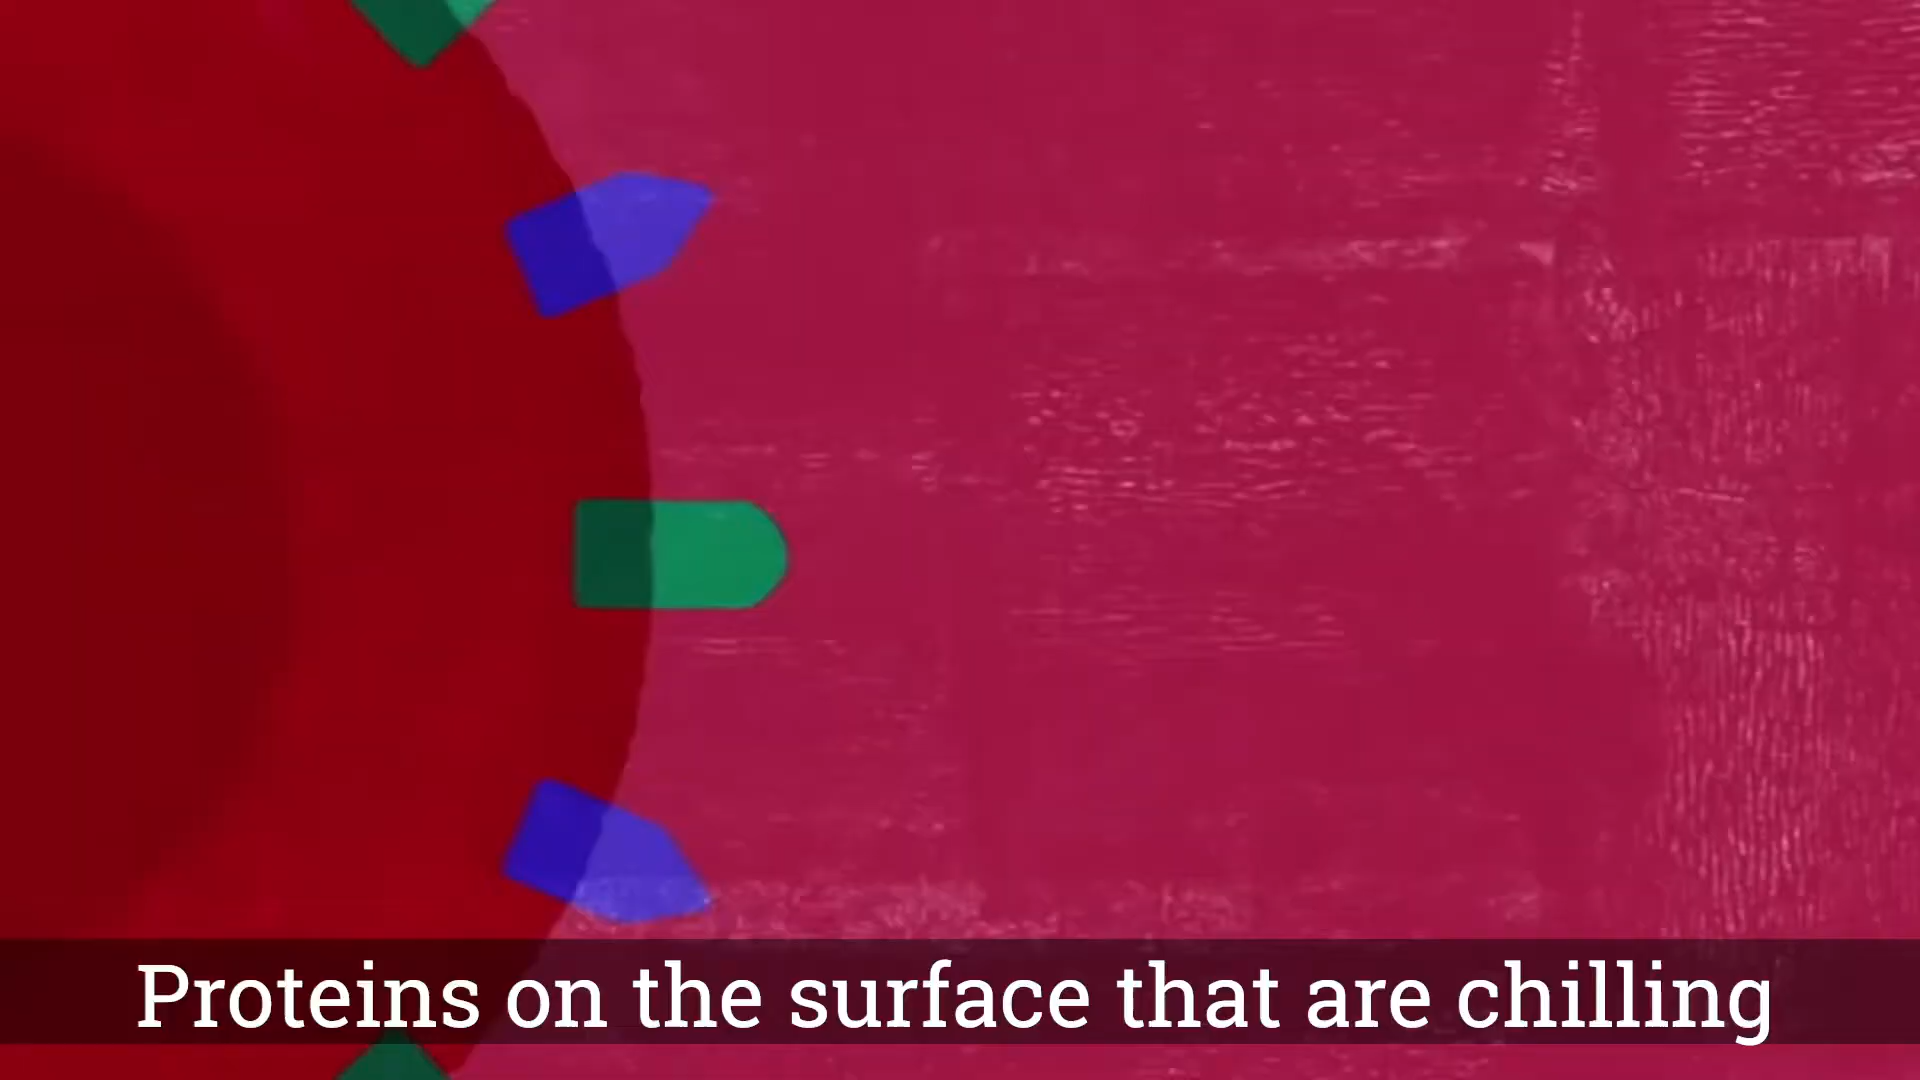 Proteins on the surface that are chilling